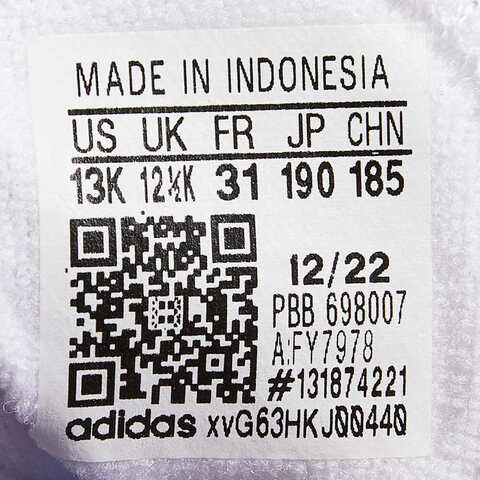 MADE IN INDONESIA
US UK FR JP CHN
13K 12½K 31 190 185
12/22
PBB 698007
A:FY7978
#131874221
adidas xvG63HKJ00440